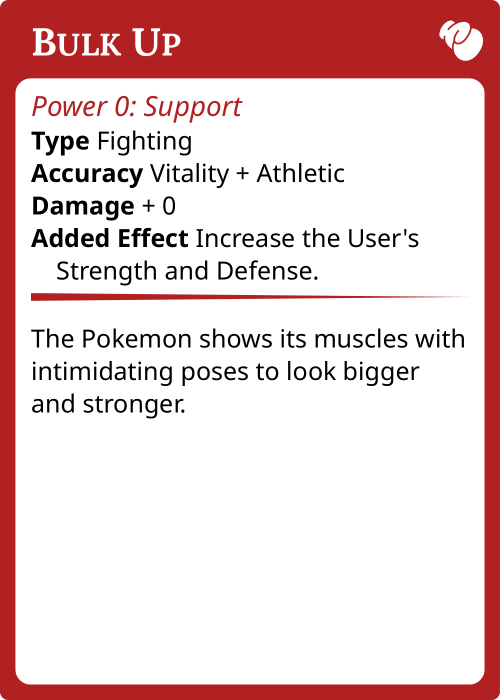 Bulk Up
Power 0: Support
Type Fighting
Accuracy Vitality + Athletic
Damage + 0
Added Effect Increase the User's
Strength and Defense.
The Pokemon shows its muscles with
intimidating poses to look bigger
and stronger.